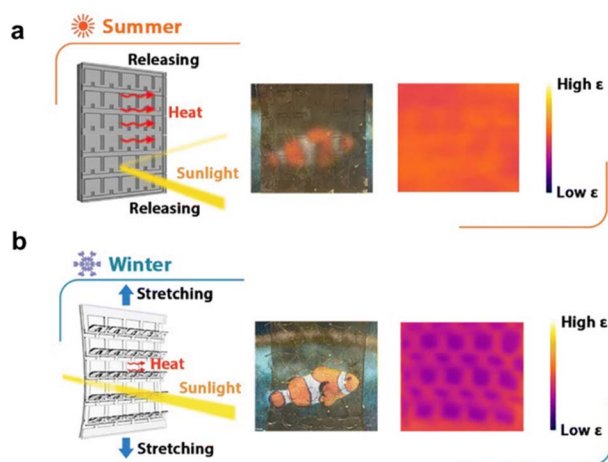 a
Summer
Releasing
Heat
Sunlight
Releasing
High ε
Low ε
b
Winter
Stretching
Heat
Sunlight
Stretching
High ε
Low ε